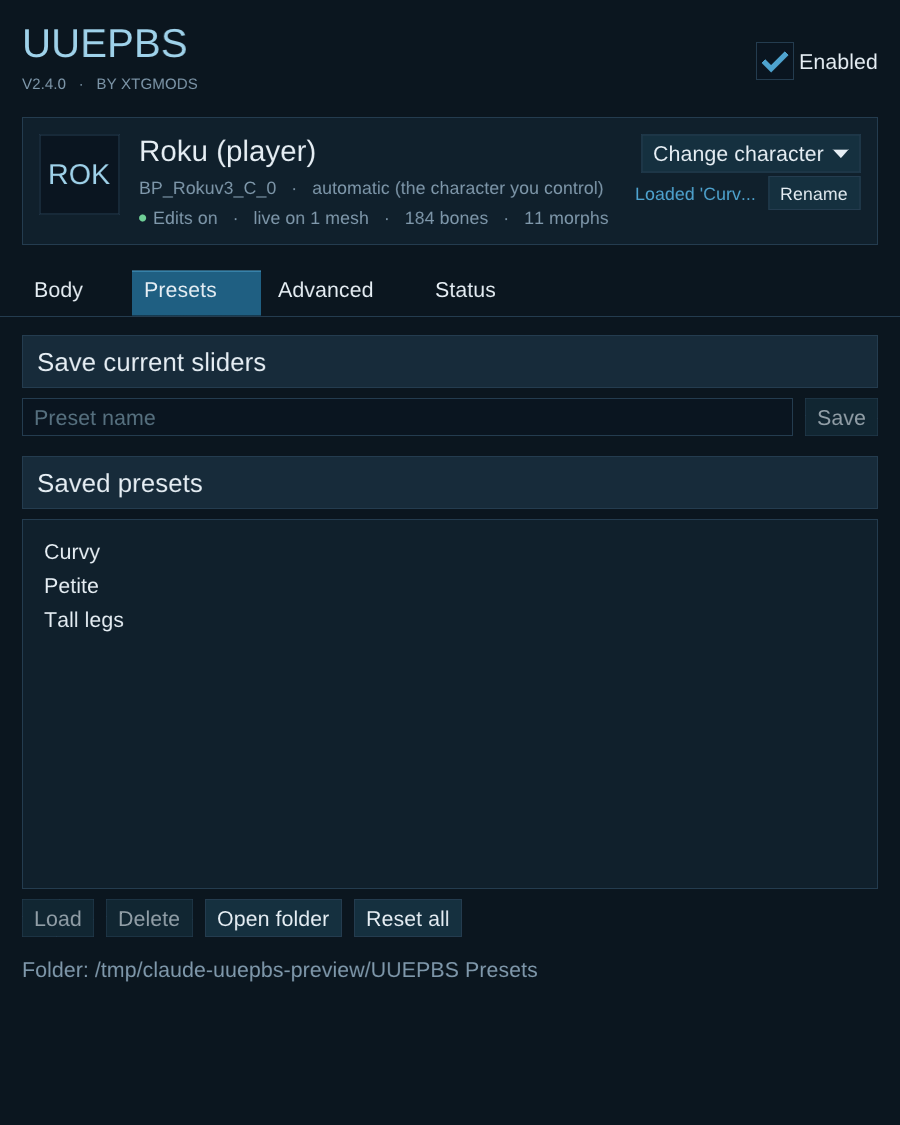 UUEPBS
V2.4.0 · BY XTGMODS
Enabled
ROK
Roku (player)
BP_Rokuv3_C_0 · automatic (the character you control)
Edits on · live on 1 mesh · 184 bones · 11 morphs
Change character
Loaded 'Curv... Rename
Body Presets Advanced Status
Save current sliders
Preset name Save
Saved presets
Curvy
Petite
Tall legs
Load Delete Open folder Reset all
Folder: /tmp/claude-uuepbs-preview/UUEPBS Presets